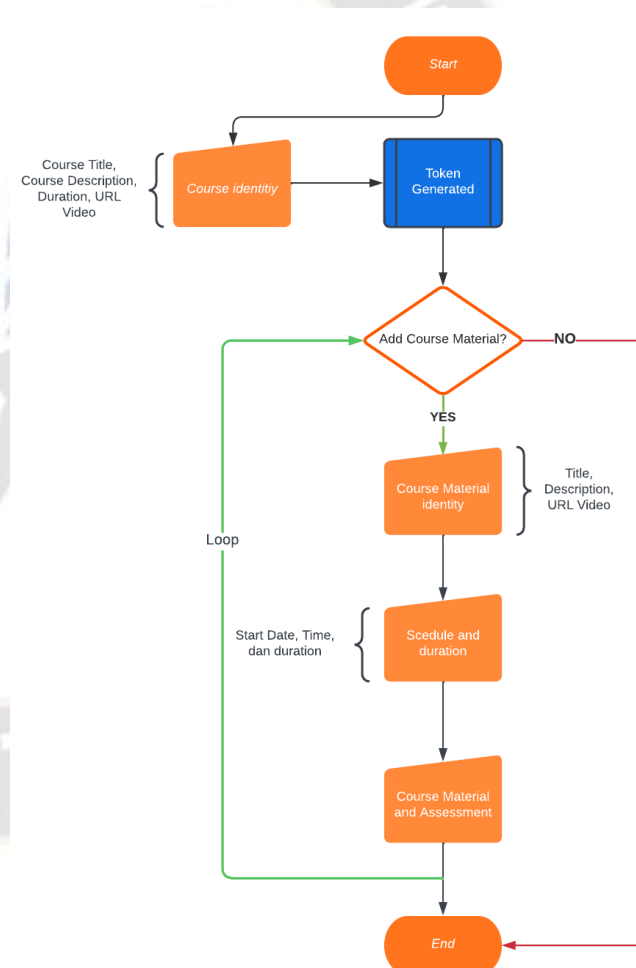 Start
Course Title,
Course Description,
Duration, URL
Video
Course identitiy
Token
Generated
Add Course Material?
NO
YES
Course Material
identity
Title,
Description,
URL Video
Loop
Start Date, Time,
dan duration
Scedule and
duration
Course Material
and Assessment
End